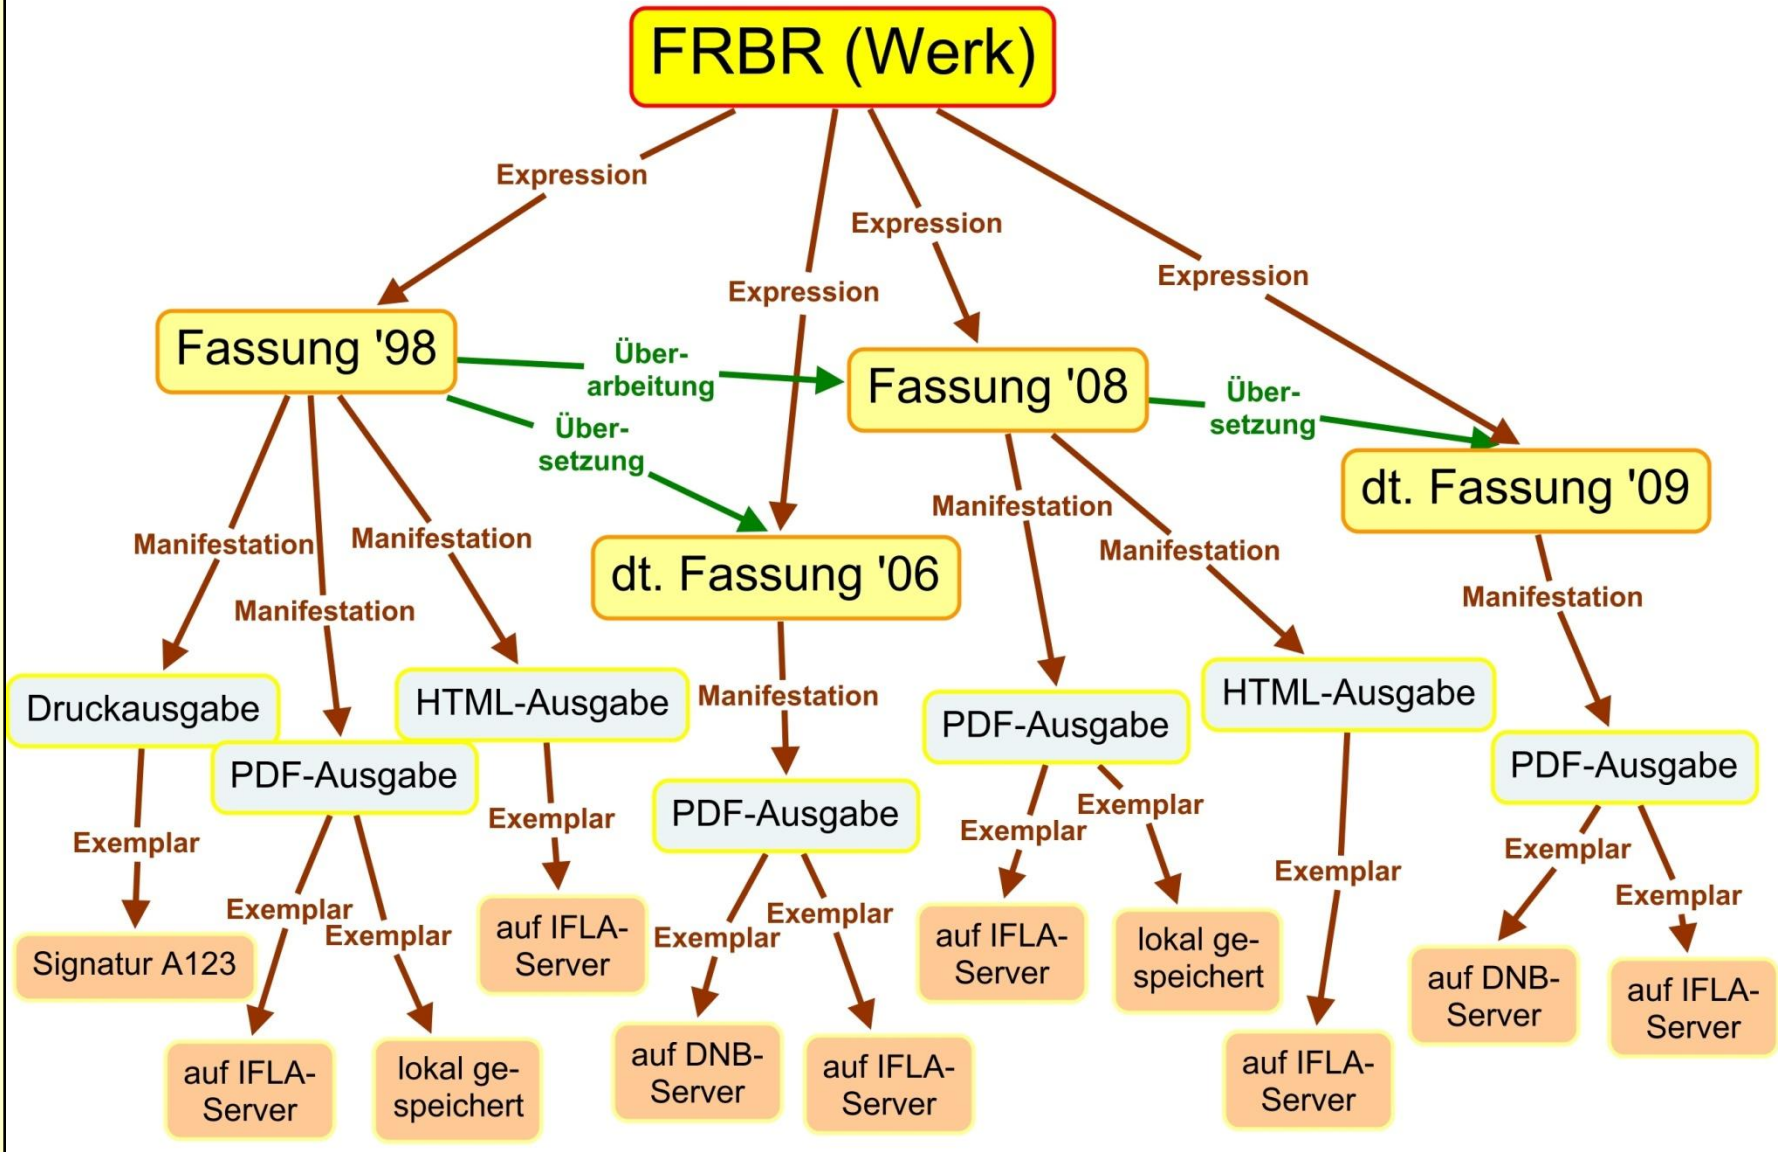 FRBR (Werk)
Expression
Expression
Expression
Expression
Fassung '98
Über-
arbeitung
Fassung '08
Über-
setzung
Über-
setzung
dt. Fassung '09
dt. Fassung '06
Manifestation
Manifestation
Manifestation
Manifestation
Manifestation
Manifestation
Manifestation
Druckausgabe
PDF-Ausgabe
HTML-Ausgabe
PDF-Ausgabe
PDF-Ausgabe
HTML-Ausgabe
PDF-Ausgabe
Exemplar
Exemplar
Exemplar
Exemplar
Exemplar
Exemplar
Exemplar
Exemplar
Exemplar
Exemplar
Exemplar
Signatur A123
auf IFLA-
Server
lokal ge-
speichert
auf IFLA-
Server
auf DNB-
Server
auf IFLA-
Server
auf IFLA-
Server
lokal ge-
speichert
auf IFLA-
Server
auf DNB-
Server
auf IFLA-
Server